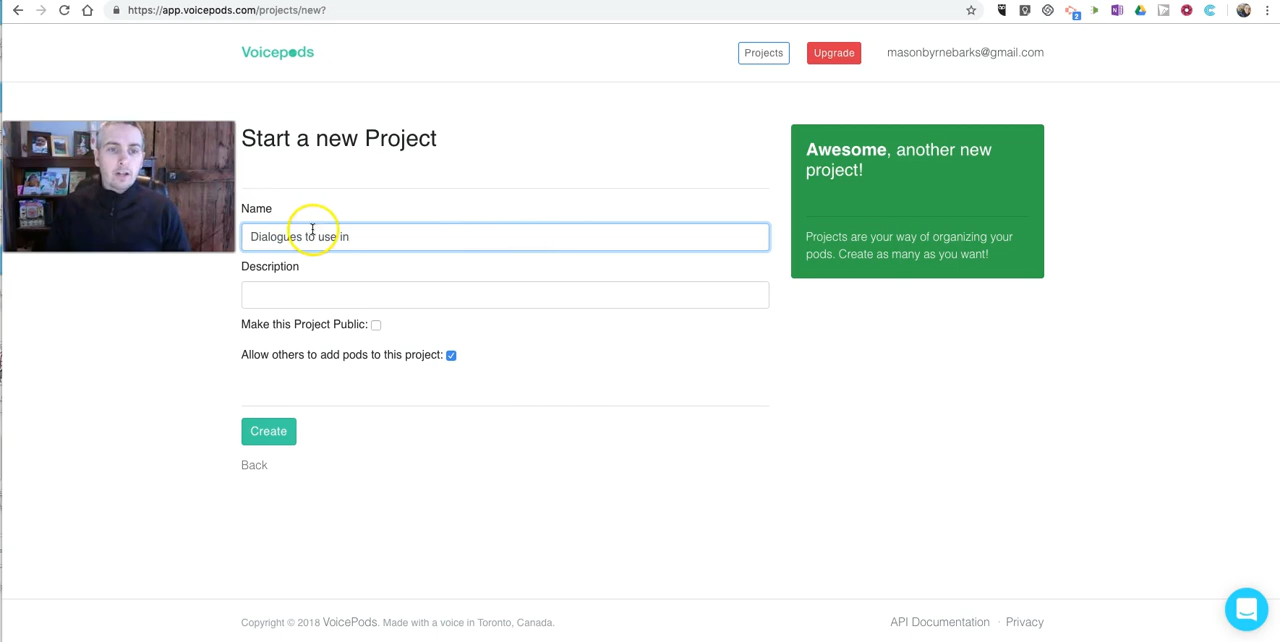 https://app.voicepods.com/projects/new?
2
Voicepods
Projects
Upgrade
masonbyrnebarks@gmail.com
Start a new Project
Awesome, another new
project!
Projects are your way of organizing your
pods. Create as many as you want!
Name
Dialogues to use in
Description
Make this Project Public:
Allow others to add pods to this project:
Create
Back
Copyright © 2018 VoicePods. Made with a voice in Toronto, Canada.
API Documentation · Privacy